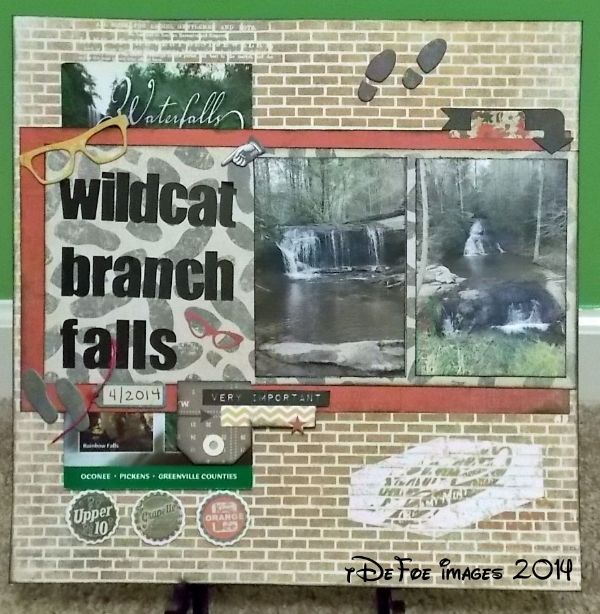 Waterfalls
wildcat
branch
falls
4/2014
VERY IMPORTANT
Rainbow Falls
OCONEE • PICKENS • GREENVILLE COUNTIES
Upper
10
Grapette
ORANGE
rDeFoe images 2014